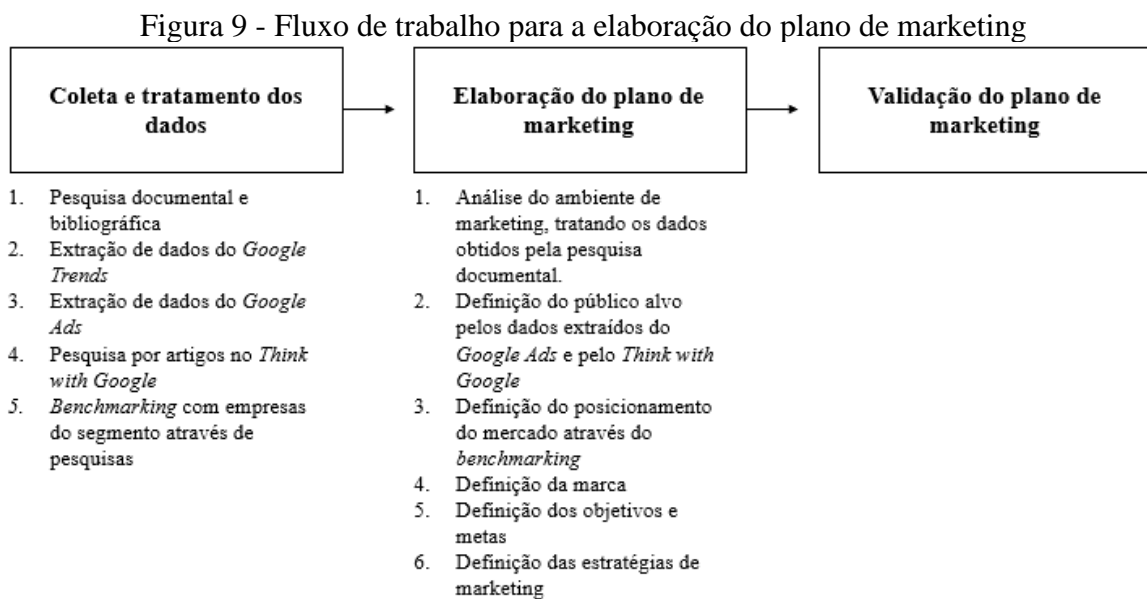 Figura 9 - Fluxo de trabalho para a elaboração do plano de marketing
Coleta e tratamento dos
dados
Elaboração do plano de
marketing
Validação do plano de
marketing
1. Pesquisa documental e
bibliográfica
2. Extração de dados do Google
Trends
3. Extração de dados do Google
Ads
4. Pesquisa por artigos no Think
with Google
5. Benchmarking com empresas
do segmento através de
pesquisas
1. Análise do ambiente de
marketing, tratando os dados
obtidos pela pesquisa
documental.
2. Definição do público alvo
pelos dados extraídos do
Google Ads e pelo Think with
Google
3. Definição do posicionamento
do mercado através do
benchmarking
4. Definição da marca
5. Definição dos objetivos e
metas
6. Definição das estratégias de
marketing